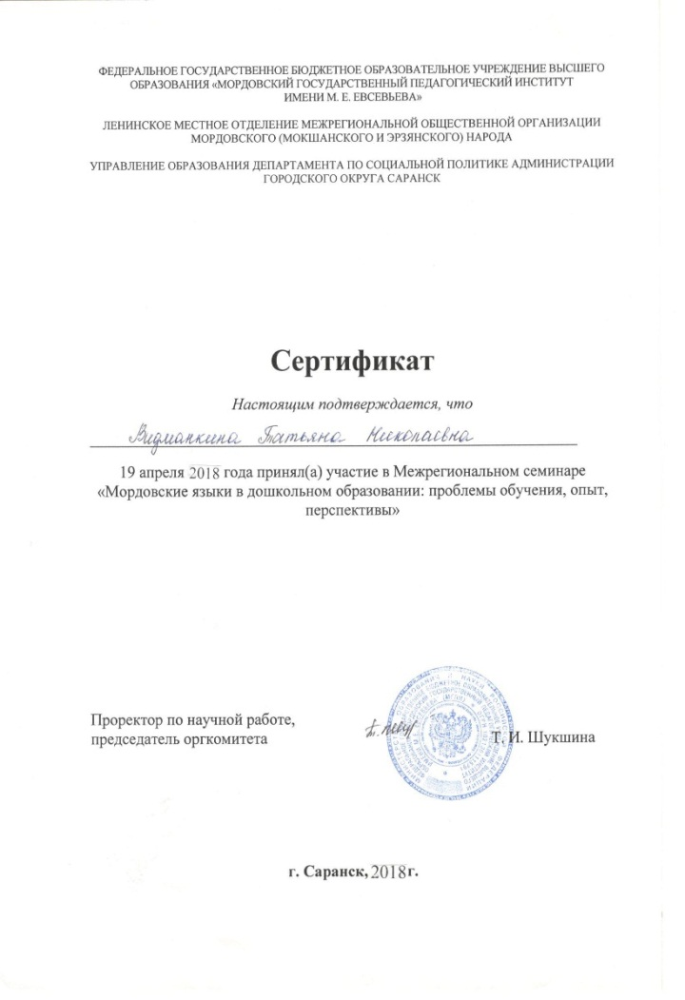 ФЕДЕРАЛЬНОЕ ГОСУДАРСТВЕННОЕ БЮДЖЕТНОЕ ОБРАЗОВАТЕЛЬНОЕ УЧРЕЖДЕНИЕ ВЫСШЕГО
ОБРАЗОВАНИЯ «МОРДОВСКИЙ ГОСУДАРСТВЕННЫЙ ПЕДАГОГИЧЕСКИЙ ИНСТИТУТ
ИМЕНИ М. Е. ЕВСЕВЬЕВА»
ЛЕНИНСКОЕ МЕСТНОЕ ОТДЕЛЕНИЕ МЕЖРЕГИОНАЛЬНОЙ ОБЩЕСТВЕННОЙ ОРГАНИЗАЦИИ
МОРДОВСКОГО (МОКШАНСКОГО И ЭРЗЯНСКОГО) НАРОДА
УПРАВЛЕНИЕ ОБРАЗОВАНИЯ ДЕПАРТАМЕНТА ПО СОЦИАЛЬНОЙ ПОЛИТИКЕ АДМИНИСТРАЦИИ
ГОРОДСКОГО ОКРУГА САРАНСК
Сертификат
Настоящим подтверждается, что
Видманкина Татьяна Николаевна
19 апреля 2018 года принял(а) участие в Межрегиональном семинаре
«Мордовские языки в дошкольном образовании: проблемы обучения, опыт,
перспективы»
Проректор по научной работе,
председатель оргкомитета
Т. И. Шукшина
г. Саранск, 2018 г.